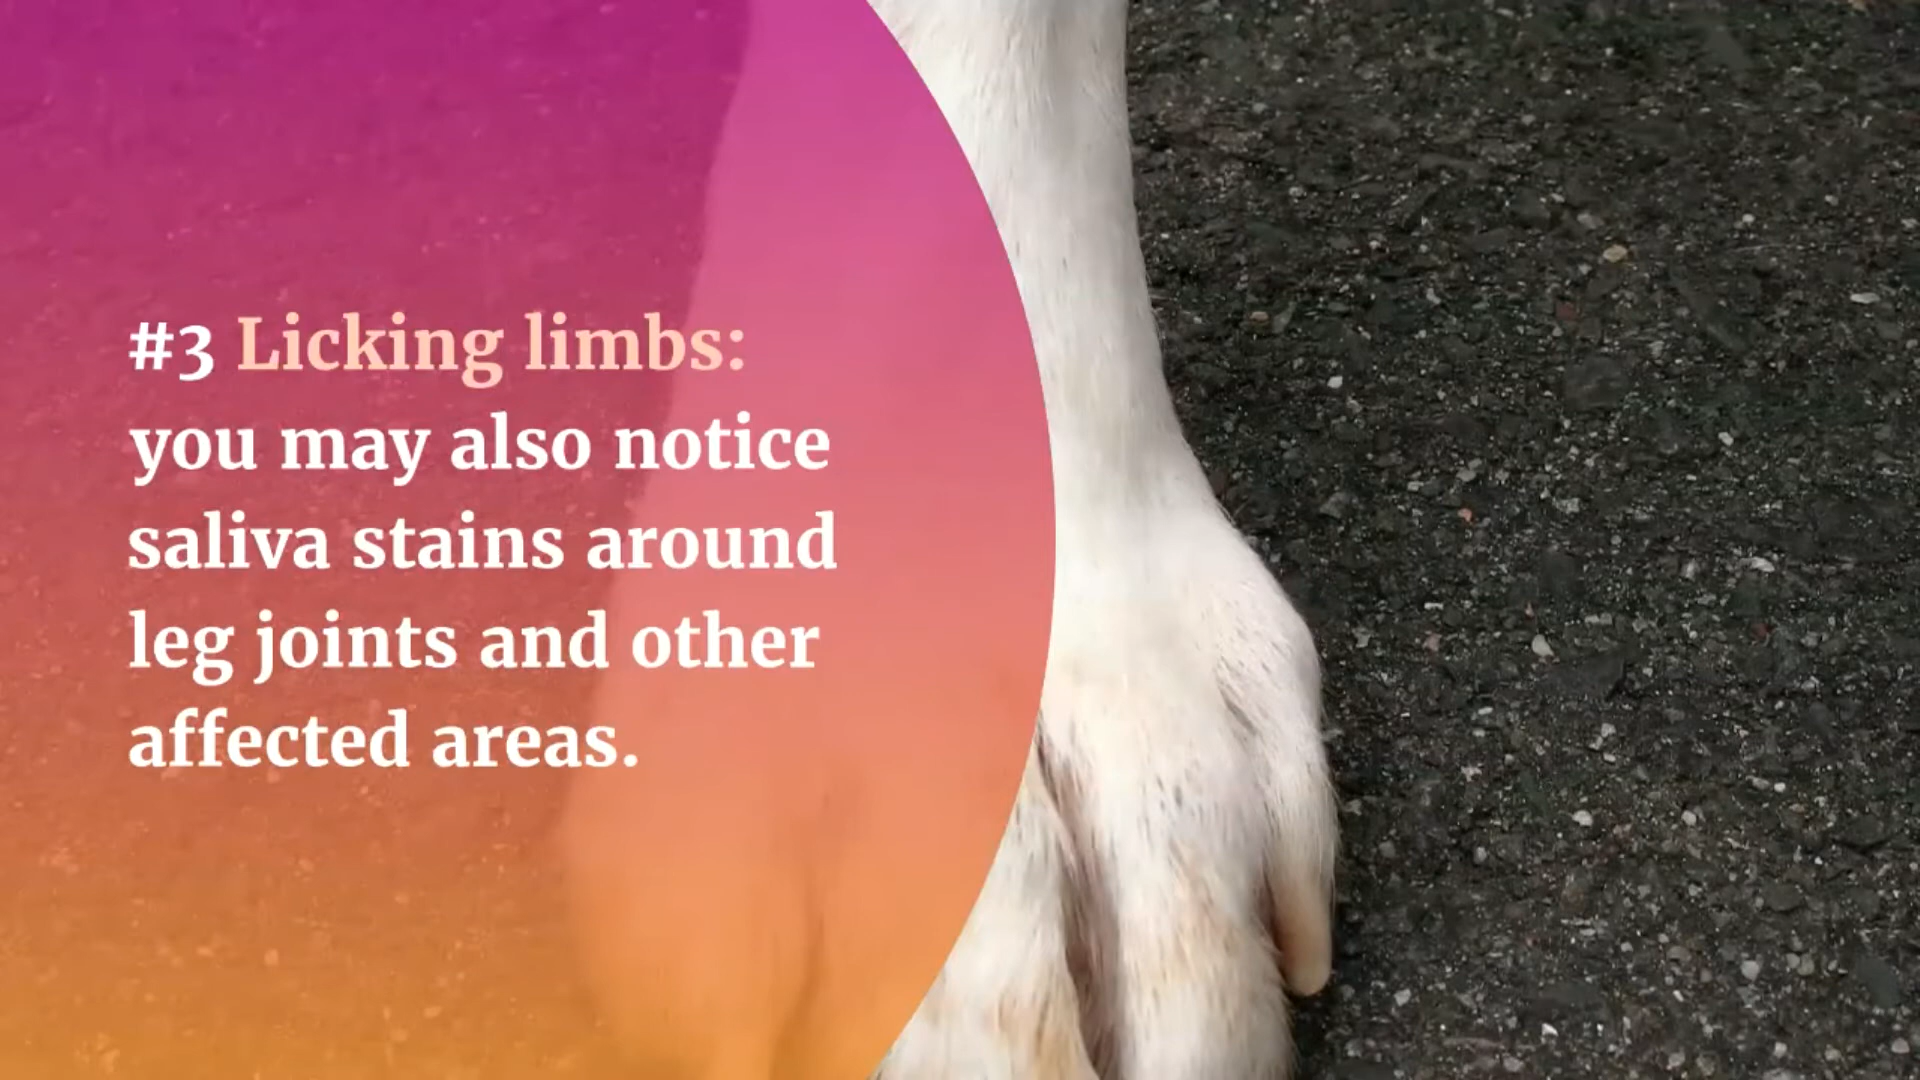 #3 Licking limbs:
you may also notice
saliva stains around
leg joints and other
affected areas.